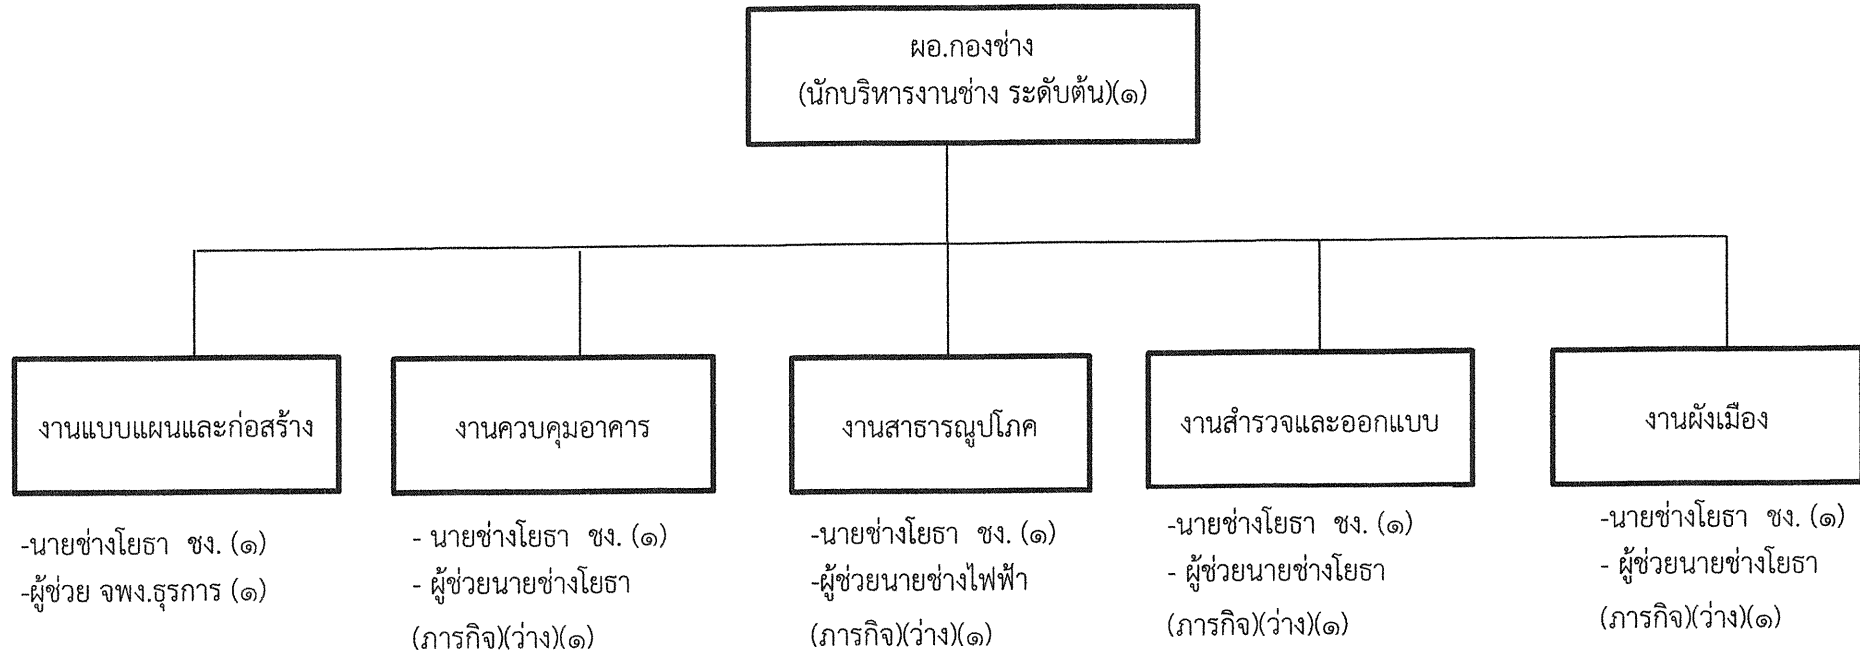 ผอ.กองช่าง
(นักบริหารงานช่าง ระดับต้น)(๑)
งานแบบแผนและก่อสร้าง
-นายช่างโยธา ชง. (๑)
-ผู้ช่วย จพง.ธุรการ (๑)
งานควบคุมอาคาร
- นายช่างโยธา ชง. (๑)
- ผู้ช่วยนายช่างโยธา
(ภารกิจ)(ว่าง)(๑)
งานสาธารณูปโภค
-นายช่างโยธา ชง. (๑)
-ผู้ช่วยนายช่างไฟฟ้า
(ภารกิจ)(ว่าง)(๑)
งานสำรวจและออกแบบ
-นายช่างโยธา ชง. (๑)
- ผู้ช่วยนายช่างโยธา
(ภารกิจ)(ว่าง)(๑)
งานผังเมือง
-นายช่างโยธา ชง. (๑)
- ผู้ช่วยนายช่างโยธา
(ภารกิจ)(ว่าง)(๑)